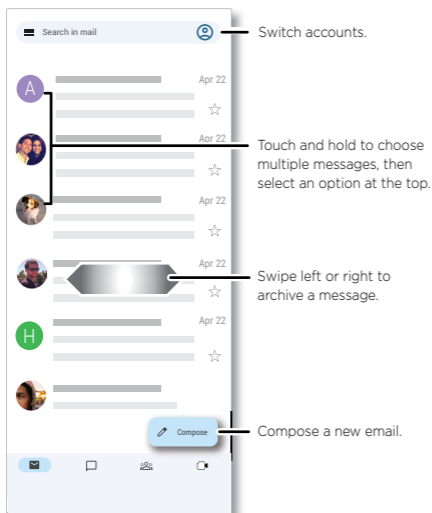 Search in mail
Switch accounts.
A
Apr 22
Apr 22
Touch and hold to choose
multiple messages, then
select an option at the top.
Apr 22
Apr 22
Swipe left or right to
archive a message.
H
Apr 22
Compose
Compose a new email.